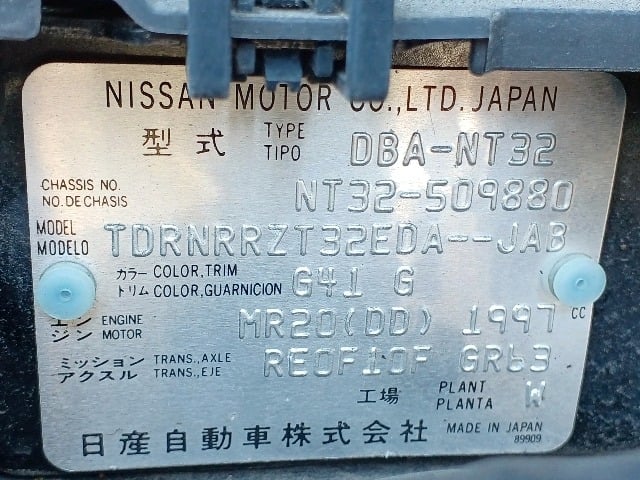 NISSAN MOTOR CO.,LTD. JAPAN
型式 TYPE TIPO DBA-NT32
CHASSIS NO. NO. DE CHASIS NT32-509880
MODEL MODELO TDRNRRZT32EDA--JAB
カラー COLOR, TRIM
トリム COLOR, GUARNICION G41 G
エンジン ENGINE MOTOR MR20(DD) 1997 CC
ミッション TRANS., AXLE
アクスル TRANS., EJE RE0F10F GR63
工場 PLANT PLANTA W
日産自動車株式会社 MADE IN JAPAN
89909